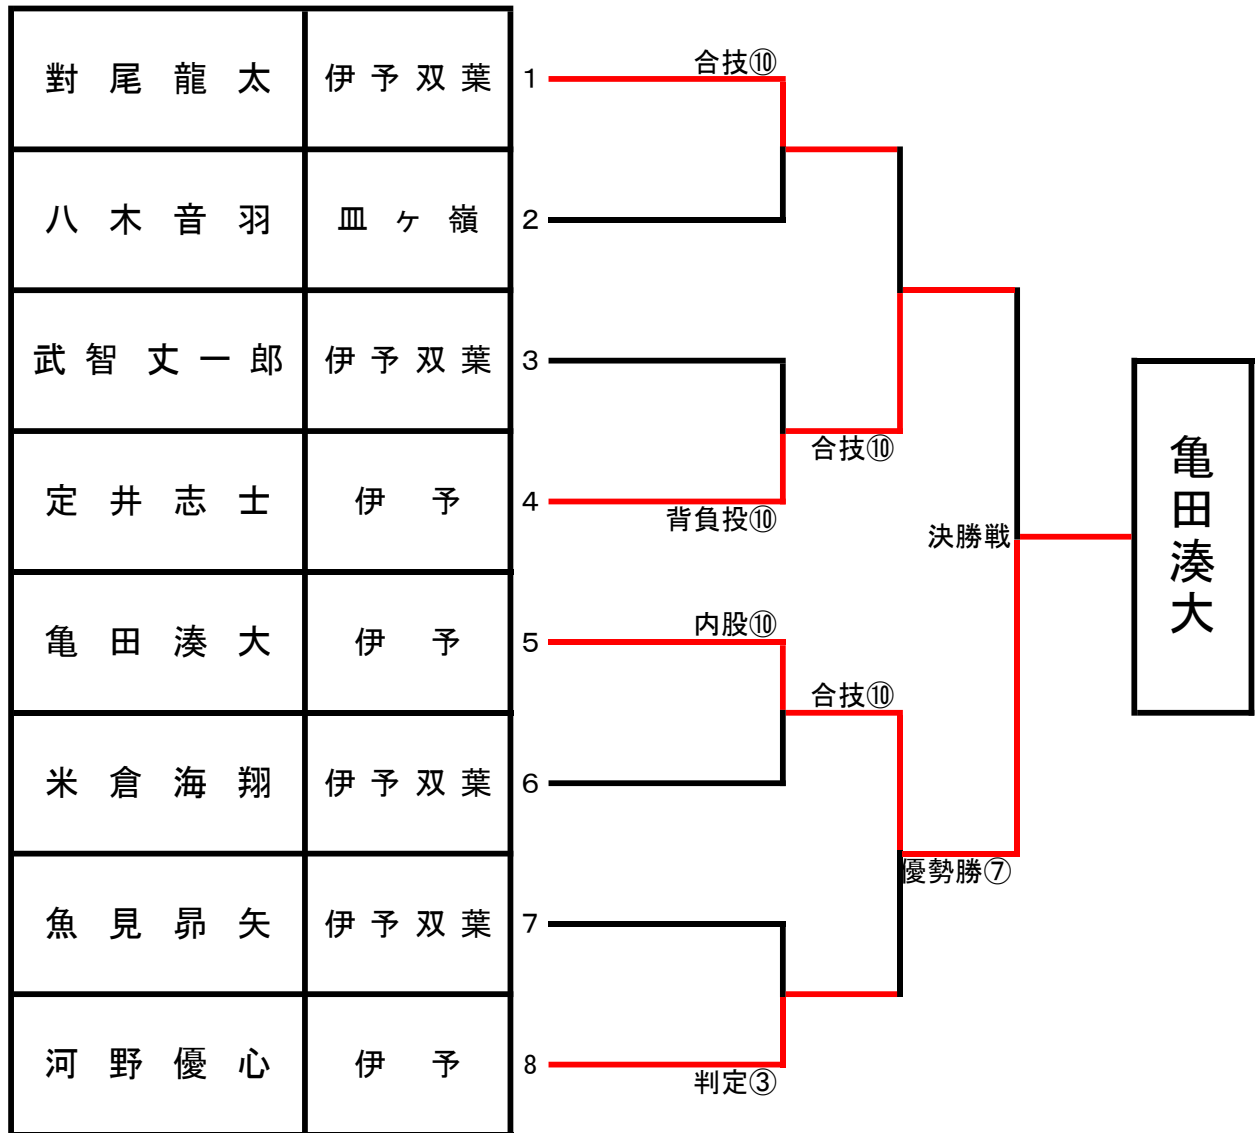 對尾龍太 伊予双葉 1 合技⑩
八木音羽 皿ヶ嶺 2
武智丈一郎 伊予双葉 3
合技⑩
定井志士 伊予 4 背負投⑩
決勝戦
亀田湊大
亀田湊大 伊予 5 内股⑩
合技⑩
米倉海翔 伊予双葉 6
優勢勝⑦
魚見昴矢 伊予双葉 7
河野優心 伊予 8 判定③